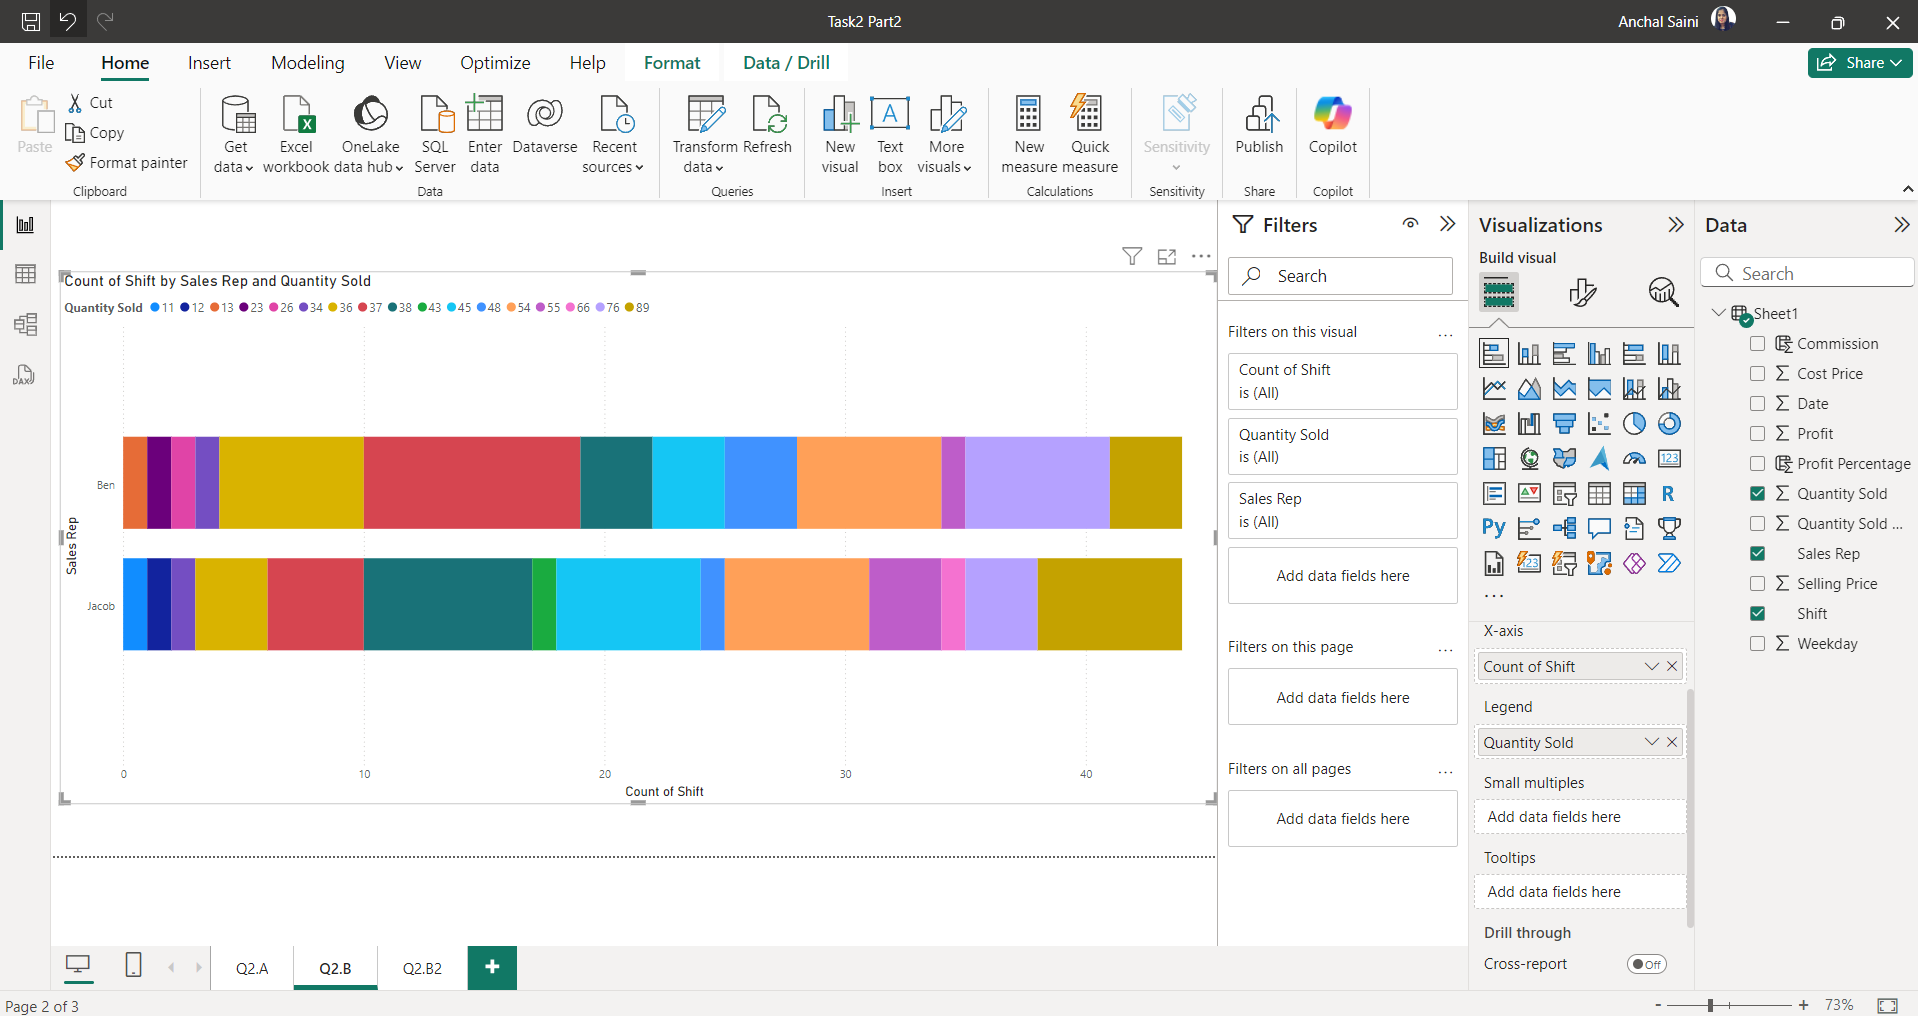 Task2 Part2
Anchal Saini
File Home Insert Modeling View Optimize Help Format Data / Drill
Share
Paste
Cut
Copy
Format painter
Clipboard
Get data
Excel workbook
OneLake data hub
SQL Server
Enter data
Dataverse
Recent sources
Data
Transform data
Refresh
Queries
New visual
Text box
More visuals
Insert
New measure
Quick measure
Calculations
Sensitivity
Sensitivity
Publish
Share
Copilot
Copilot
DAX
Count of Shift by Sales Rep and Quantity Sold
Quantity Sold 11 12 13 23 26 34 36 37 38 43 45 48 54 55 66 76 89
Sales Rep
Ben
Jacob
0 10 20 30 40
Count of Shift
Filters
Search
Filters on this visual ...
Count of Shift
is (All)
Quantity Sold
is (All)
Sales Rep
is (All)
Add data fields here
Filters on this page ...
Add data fields here
Filters on all pages ...
Add data fields here
Visualizations
Build visual
123
R
Py
123
...
X-axis
Count of Shift
Legend
Quantity Sold
Small multiples
Add data fields here
Tooltips
Add data fields here
Drill through
Cross-report Off
Data
Search
Sheet1
Commission
Cost Price
Date
Profit
Profit Percentage
Quantity Sold
Quantity Sold ...
Sales Rep
Selling Price
Shift
Weekday
Q2.A Q2.B Q2.B2 +
Page 2 of 3
- + 73%